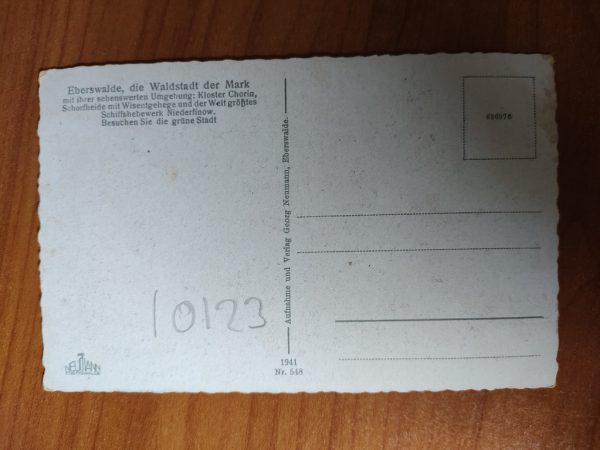 Eberswalde, die Waldstadt der Mark
mit ihrer sehenswerten Umgebung: Kloster Chorin,
Schorfheide mit Wisentgehege und der Welt größtes
Schiffshebewerk Niederfinow.
Besuchen Sie die grüne Stadt
Aufnahme und Verlag Georg Neumann, Eberswalde.
10123
NEUMANN
1941
Nr. 548